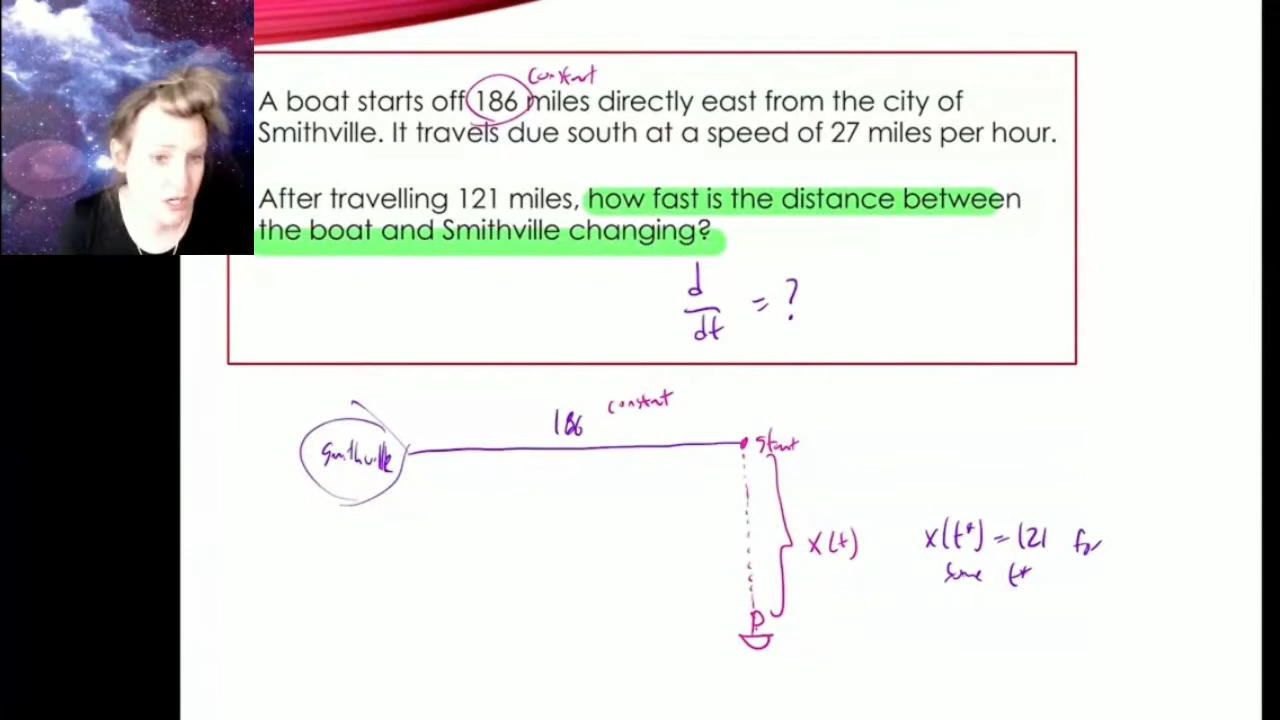 constant
A boat starts off 186 miles directly east from the city of
Smithville. It travels due south at a speed of 27 miles per hour.
After travelling 121 miles, how fast is the distance between
the boat and Smithville changing?
d
dt = ?
186 constant
Smithville
start
x(t)
x(t*) = 121 for
some t*